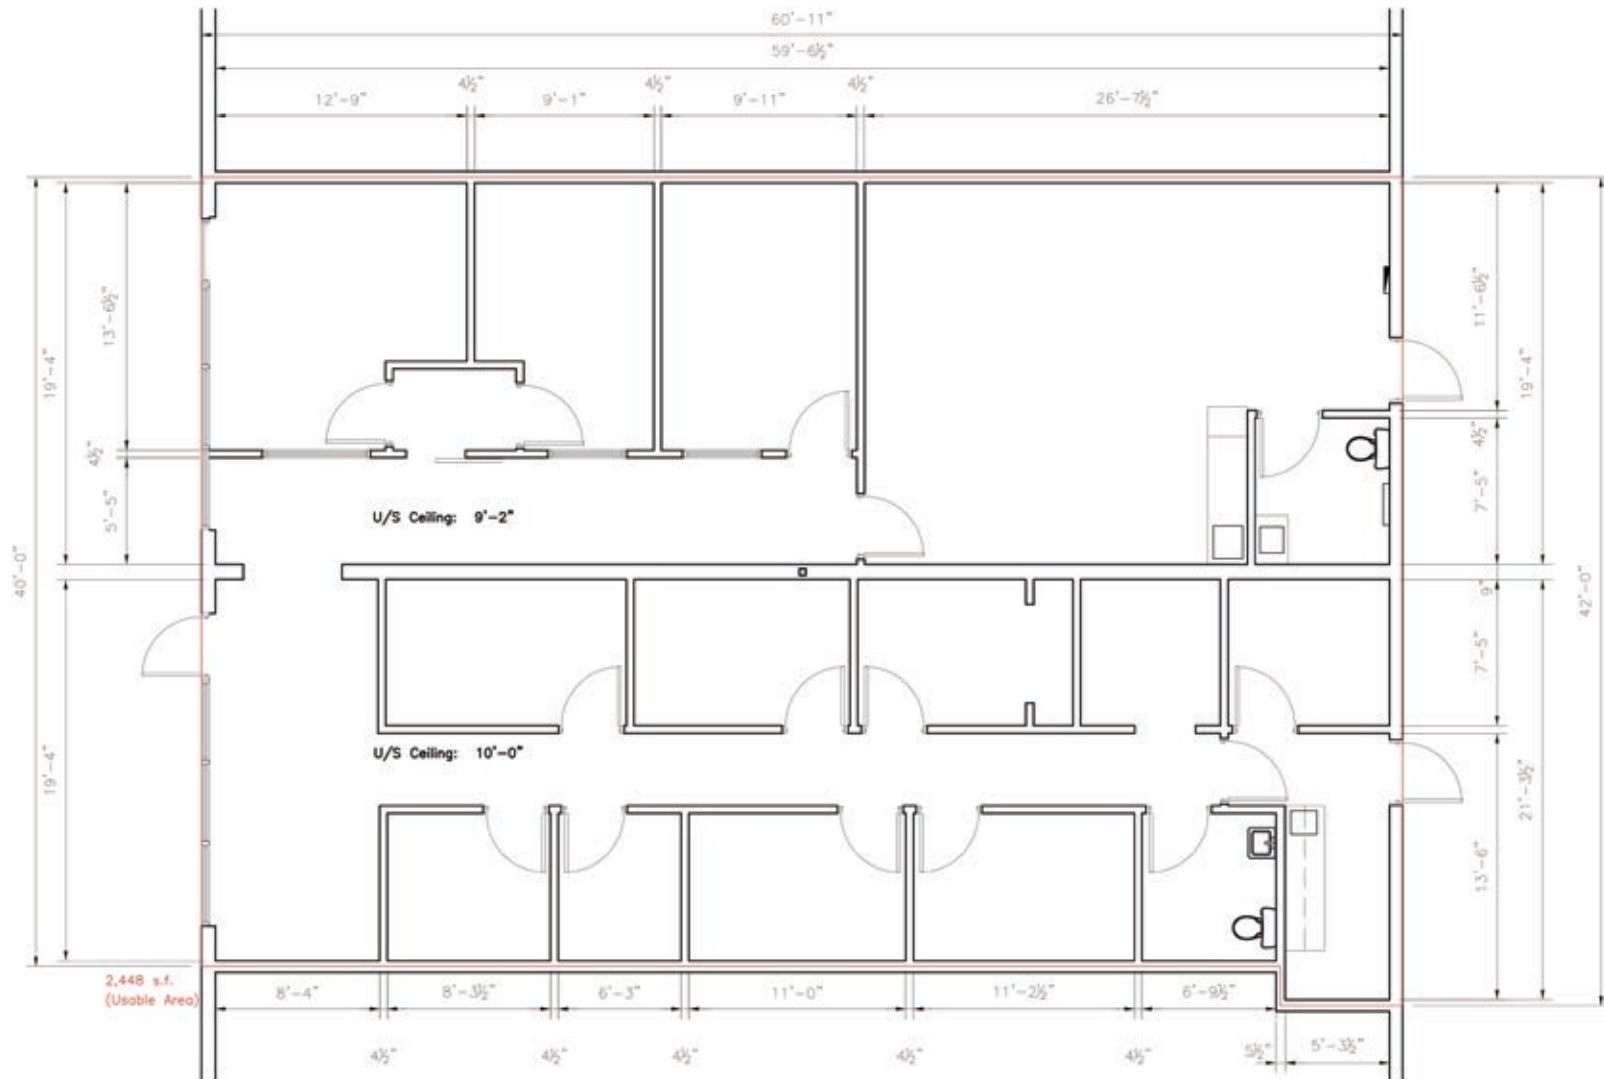 60'-11"
59'-6½"
4½" 4½" 4½"
12'-9" 9'-1" 9'-11" 26'-7½"
13'-6½"
11'-6½"
19'-4"
19'-4"
4½"
4½"
5'-5"
7'-5"
U/S Ceiling: 9'-2"
40'-0"
9"
42'-0"
7'-5"
U/S Ceiling: 10'-0"
19'-4"
21'-3½"
13'-6"
2,448 s.f.
(Usable Area)
8'-4" 8'-3½" 6'-3" 11'-0" 11'-2½" 6'-9½"
4½" 4½" 4½" 4½" 4½" 5'-3½"